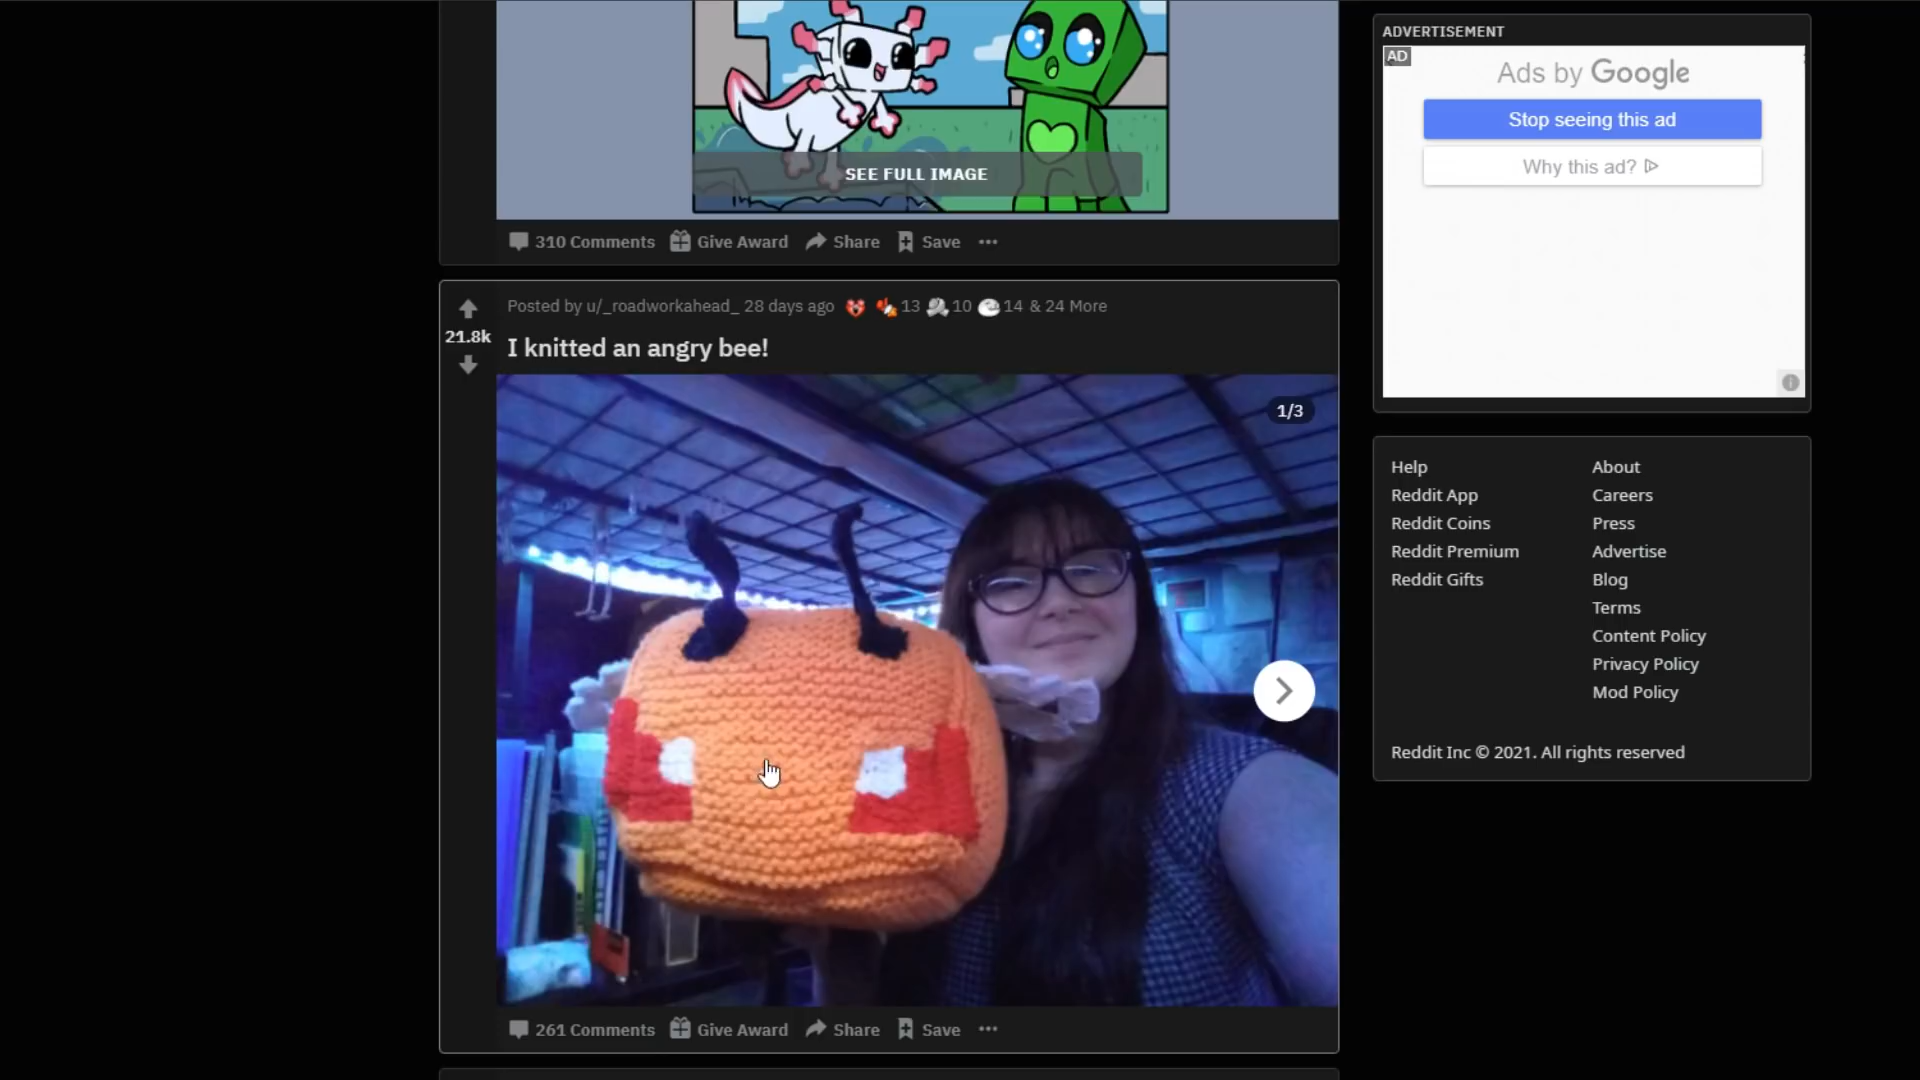 SEE FULL IMAGE
310 Comments Give Award Share Save
Posted by u/_roadworkahead_ 28 days ago 13 10 14 & 24 More
21.8k
I knitted an angry bee!
1/3
261 Comments Give Award Share Save
ADVERTISEMENT
AD
Ads by Google
Stop seeing this ad
Why this ad?
Help About
Reddit App Careers
Reddit Coins Press
Reddit Premium Advertise
Reddit Gifts Blog
Terms
Content Policy
Privacy Policy
Mod Policy
Reddit Inc © 2021. All rights reserved